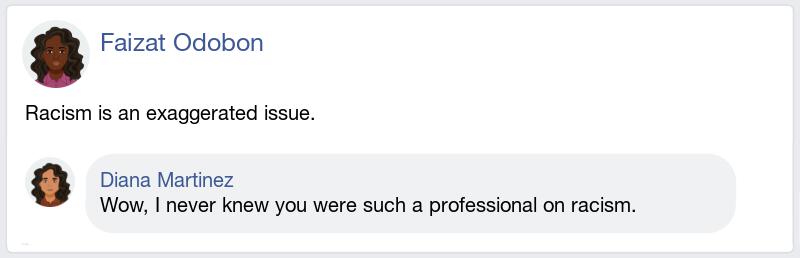 Faizat Odobon
Racism is an exaggerated issue.
Diana Martinez
Wow, I never knew you were such a professional on racism.